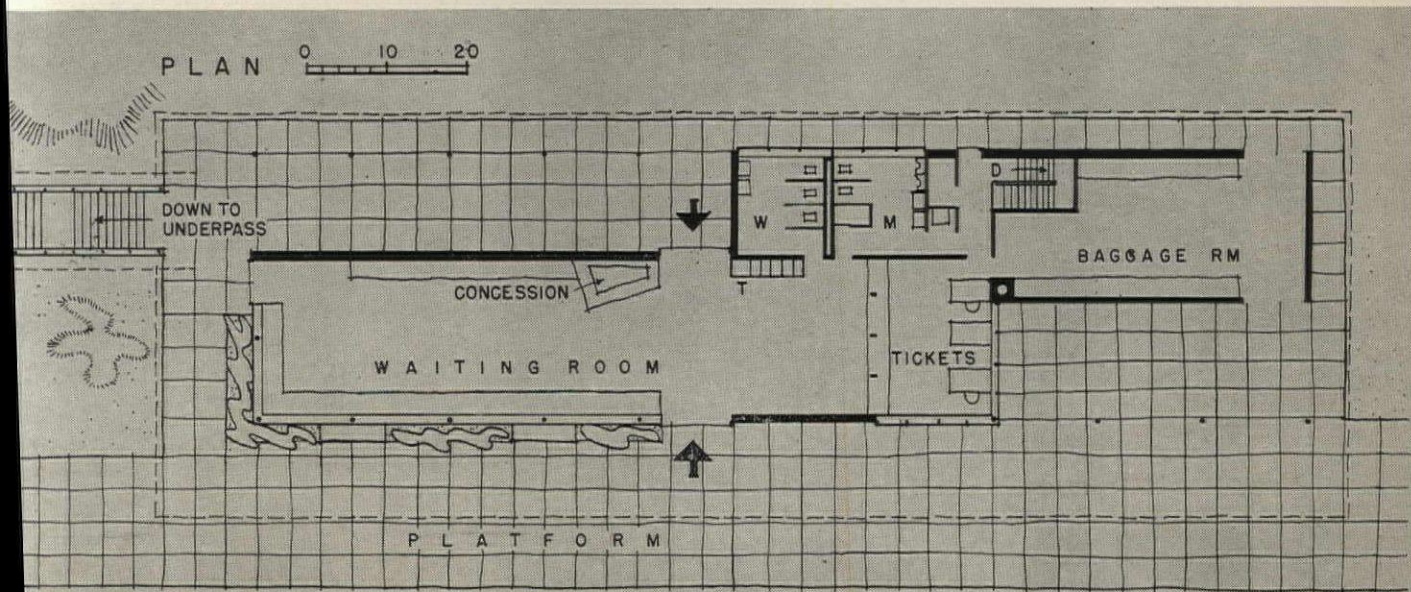 PLAN 0 10 20
DOWN TO
UNDERPASS
D
W
M
BAGGAGE RM
CONCESSION
T
WAITING ROOM
TICKETS
PLATFORM